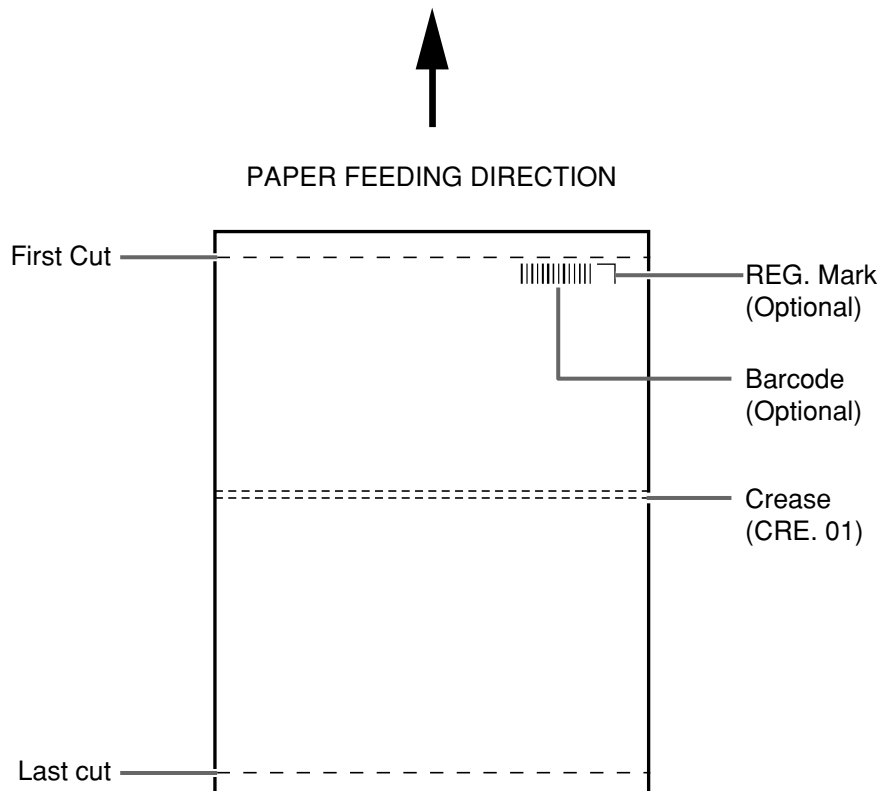 PAPER FEEDING DIRECTION
First Cut
REG. Mark
(Optional)
Barcode
(Optional)
Crease
(CRE. 01)
Last cut